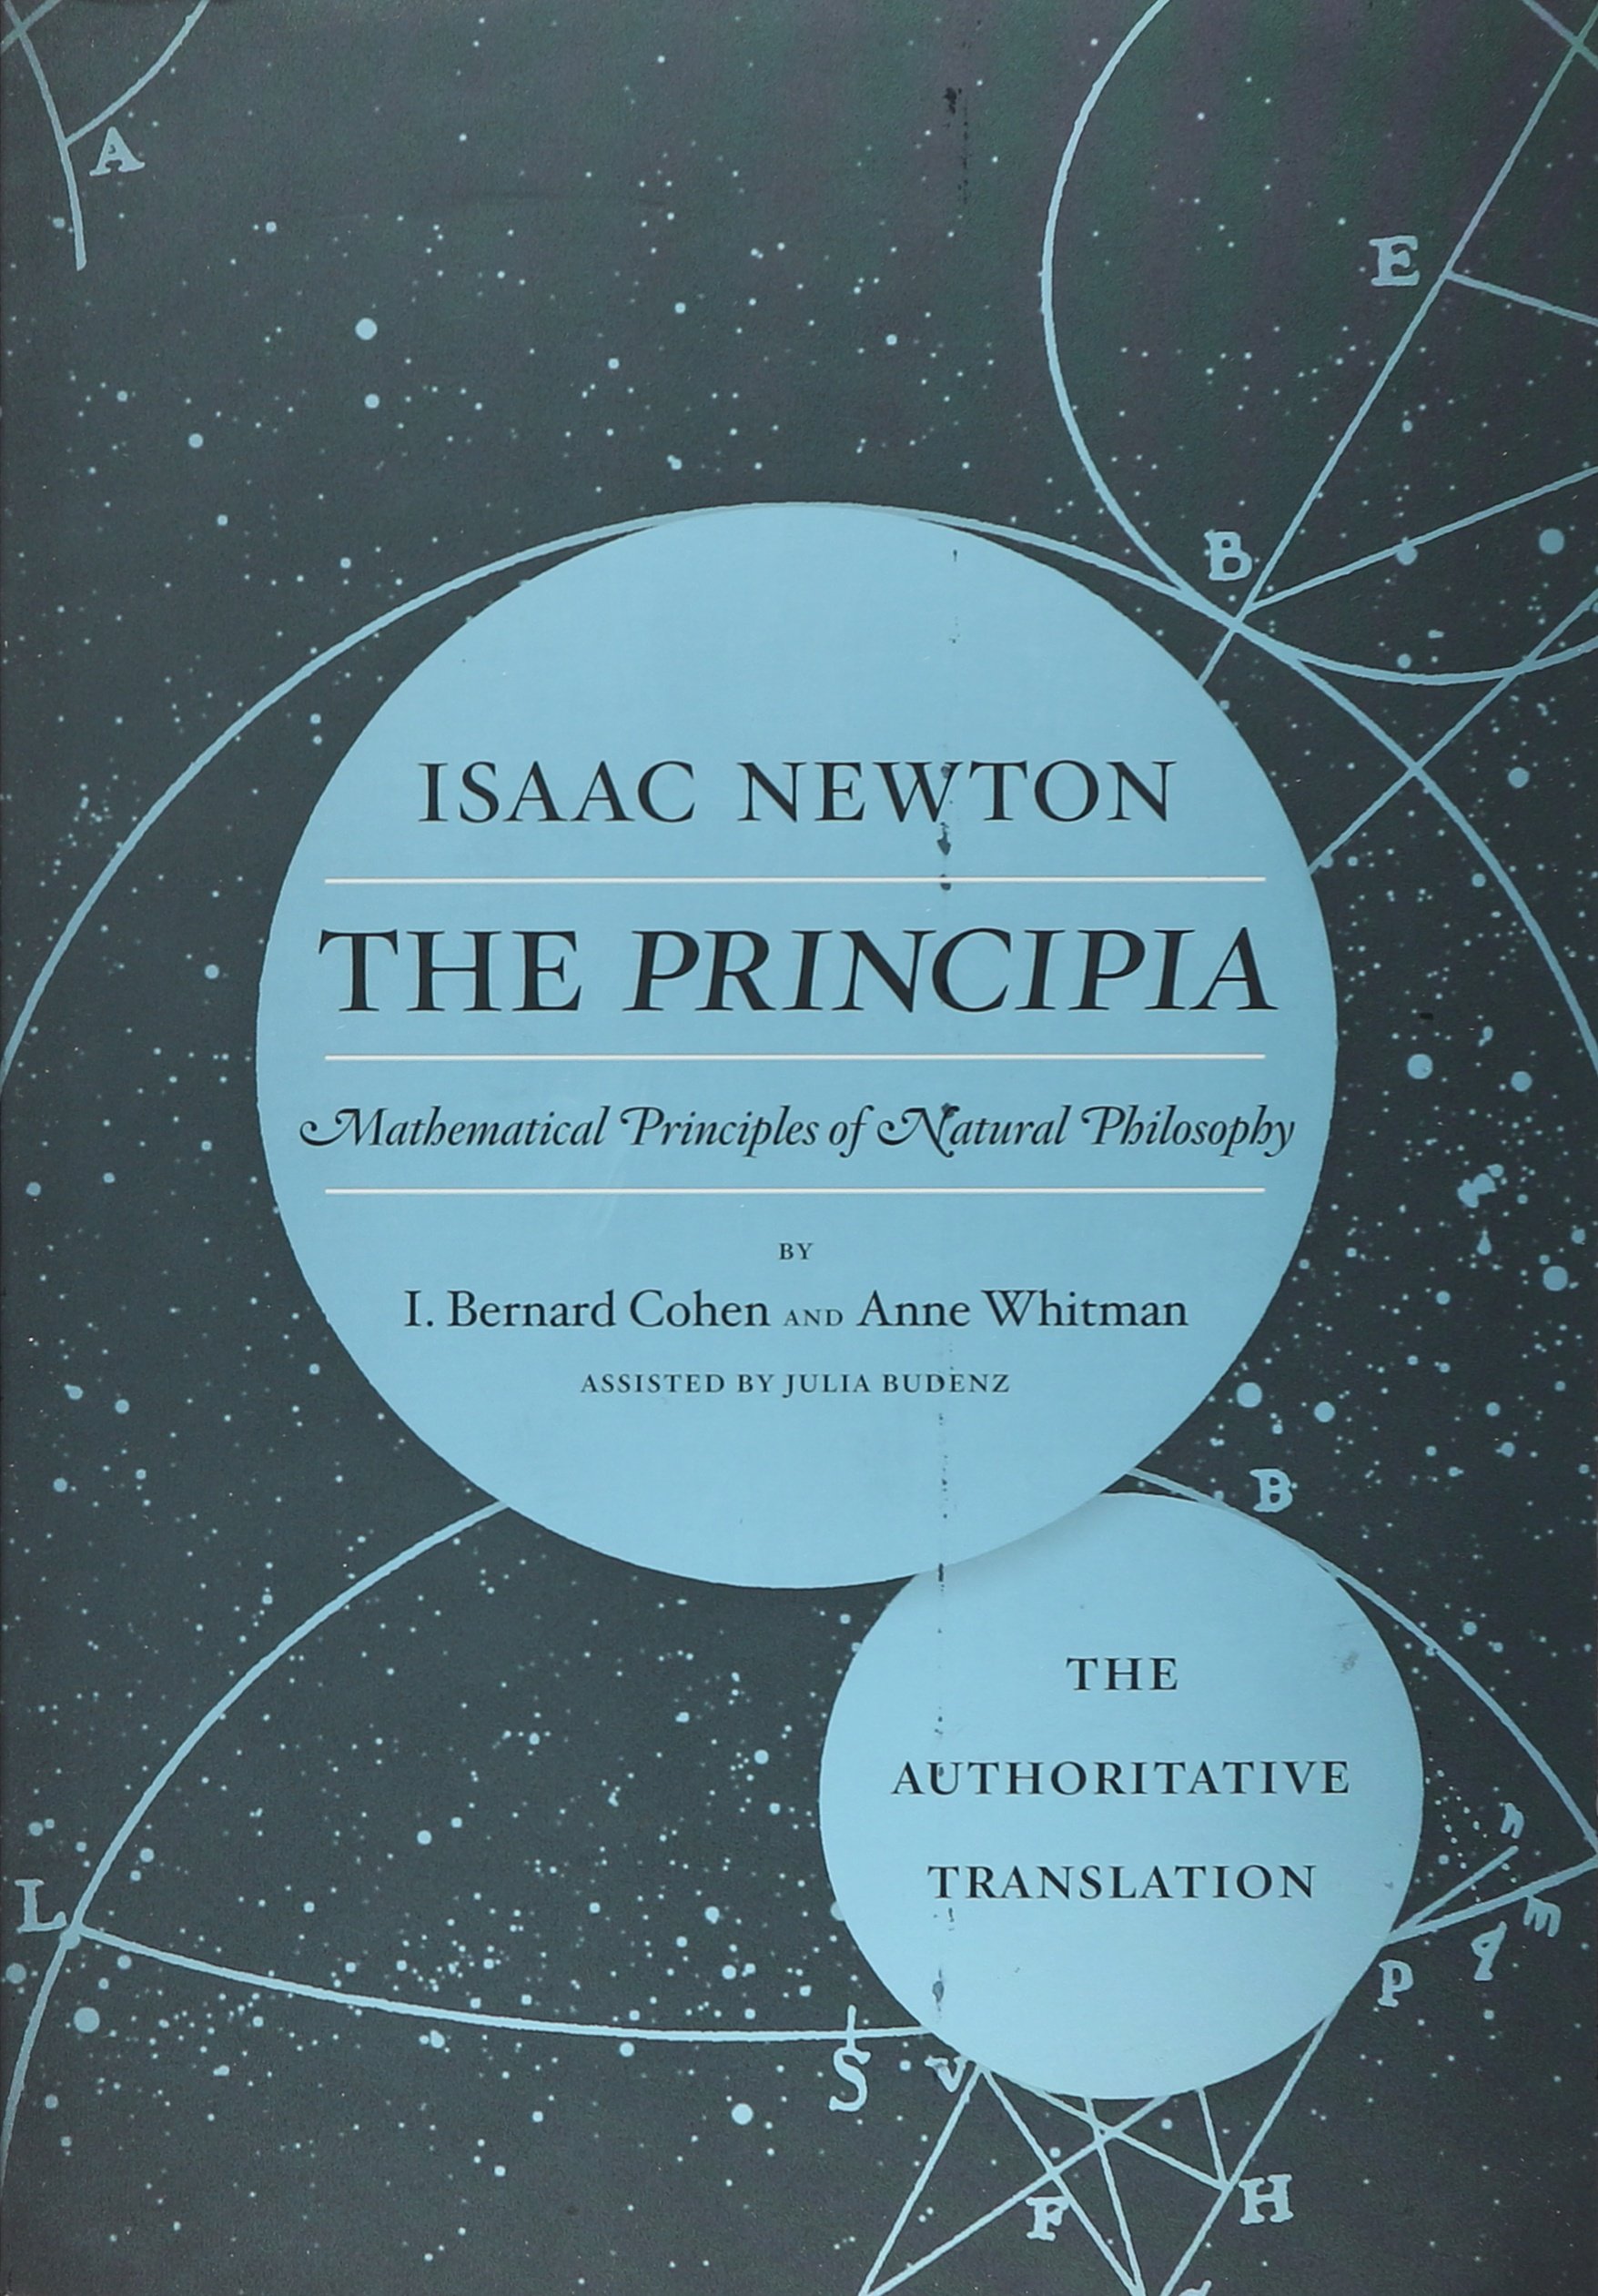 A
E
B
ISAAC NEWTON
THE PRINCIPIA
Mathematical Principles of Natural Philosophy
BY
I. Bernard Cohen AND Anne Whitman
ASSISTED BY JULIA BUDENZ
B
THE
AUTHORITATIVE
TRANSLATION
n
L
m
q
P
S
v
H
F